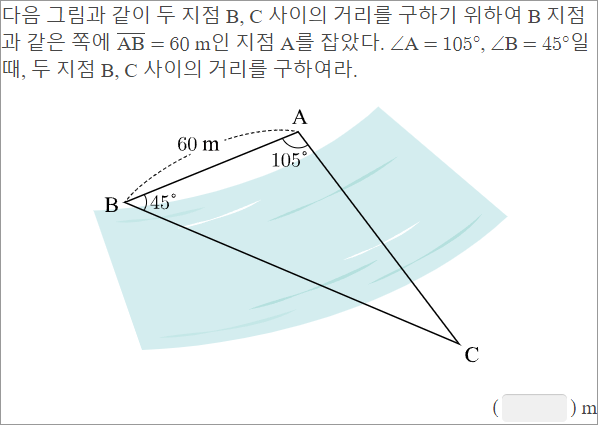 다음 그림과 같이 두 지점 B, C 사이의 거리를 구하기 위하여 B 지점
과 같은 쪽에 A̅B̅ = 60 m인 지점 A를 잡았다. ∠A = 105°, ∠B = 45°일
때, 두 지점 B, C 사이의 거리를 구하여라.
A
60 m
105°
B
45°
C
( ) m